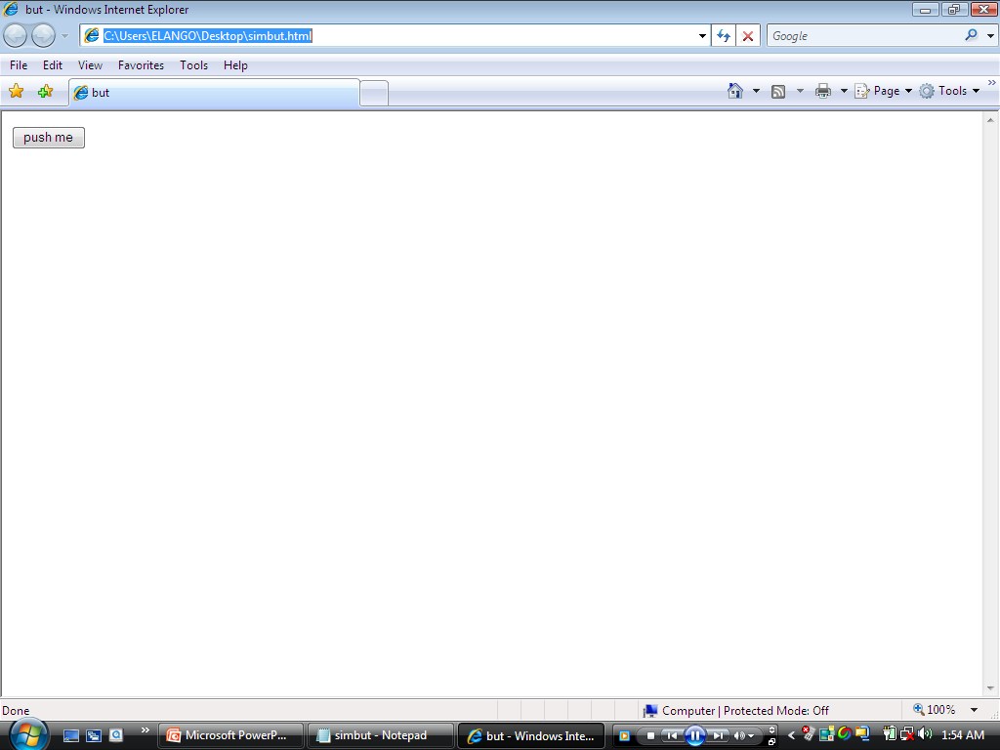 but - Windows Internet Explorer
C:\Users\ELANGO\Desktop\simbut.html
Google
File Edit View Favorites Tools Help
but
Page Tools
push me
Done
Computer | Protected Mode: Off
100%
Microsoft PowerP...
simbut - Notepad
but - Windows Inte...
1:54 AM